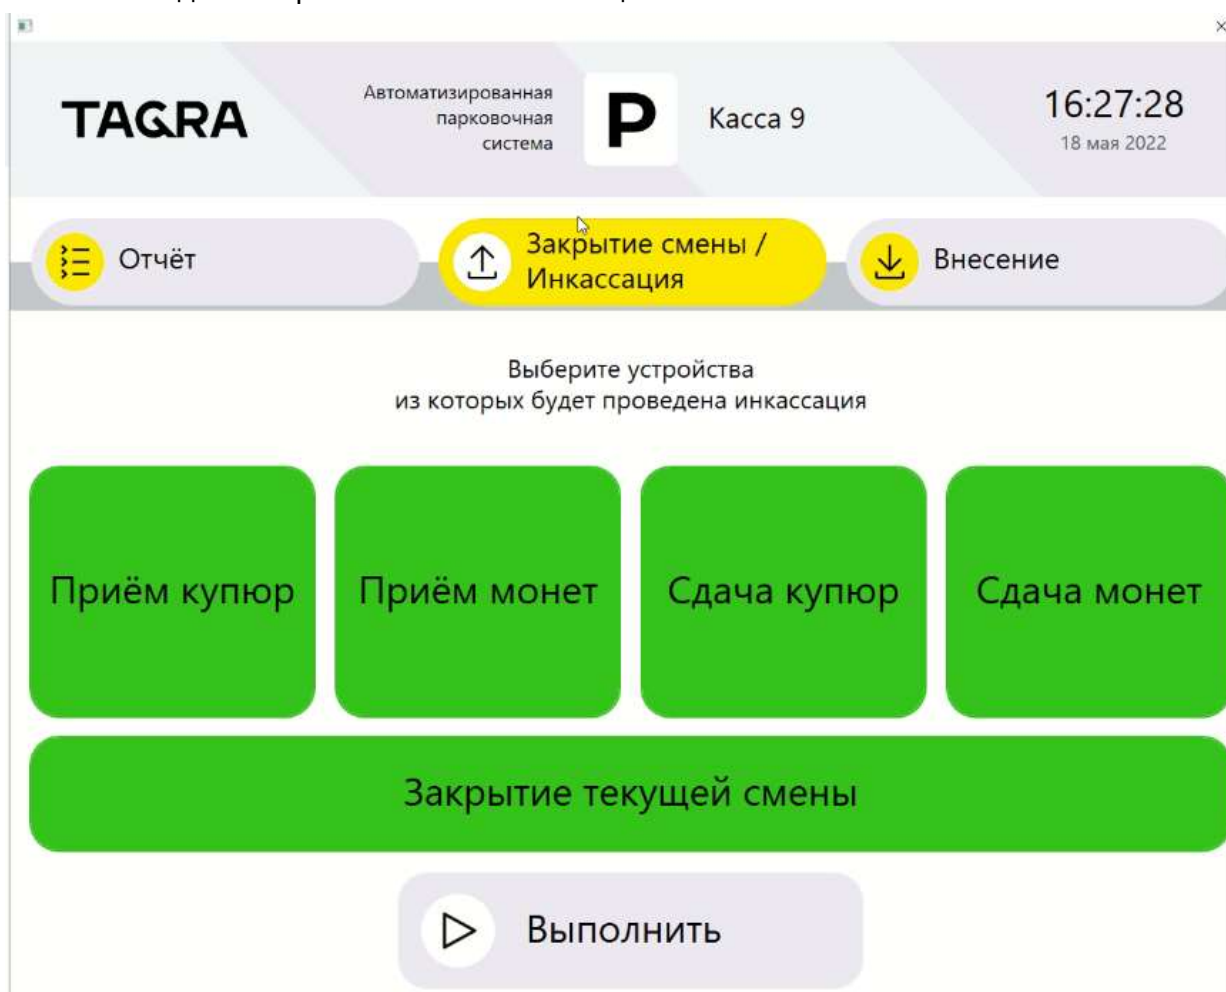 TAGRA
Автоматизированная
парковочная
система
P
Касса 9
16:27:28
18 мая 2022
Отчёт
Закрытие смены /
Инкассация
Внесение
Выберите устройства
из которых будет проведена инкассация
Приём купюр
Приём монет
Сдача купюр
Сдача монет
Закрытие текущей смены
Выполнить